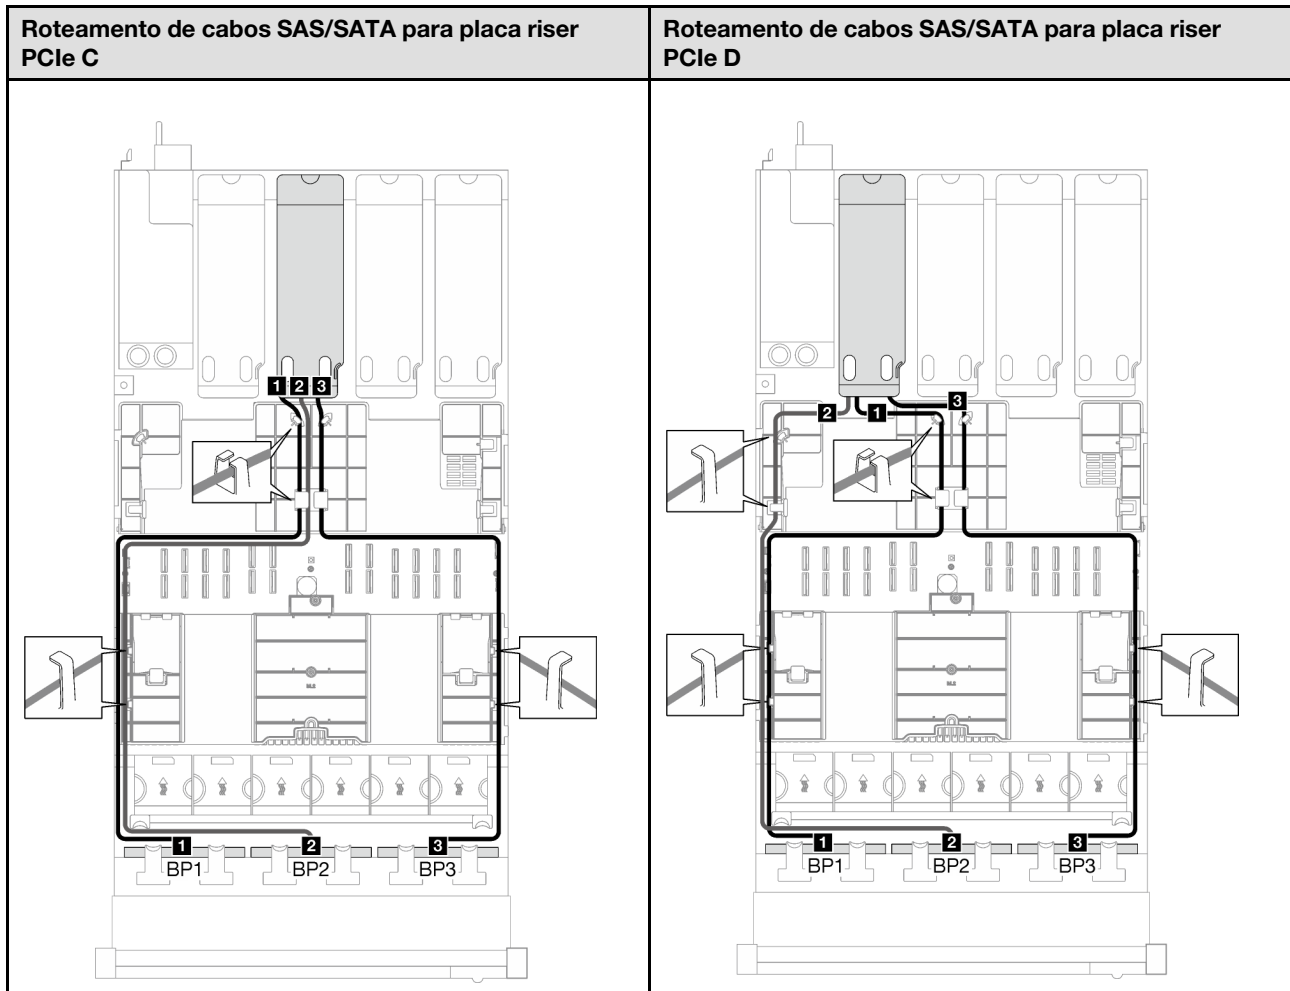 Roteamento de cabos SAS/SATA para placa riser
PCIe C
Roteamento de cabos SAS/SATA para placa riser
PCIe D
1 2 3
2 1 3
1 2 3
BP1 BP2 BP3
1 2 3
BP1 BP2 BP3